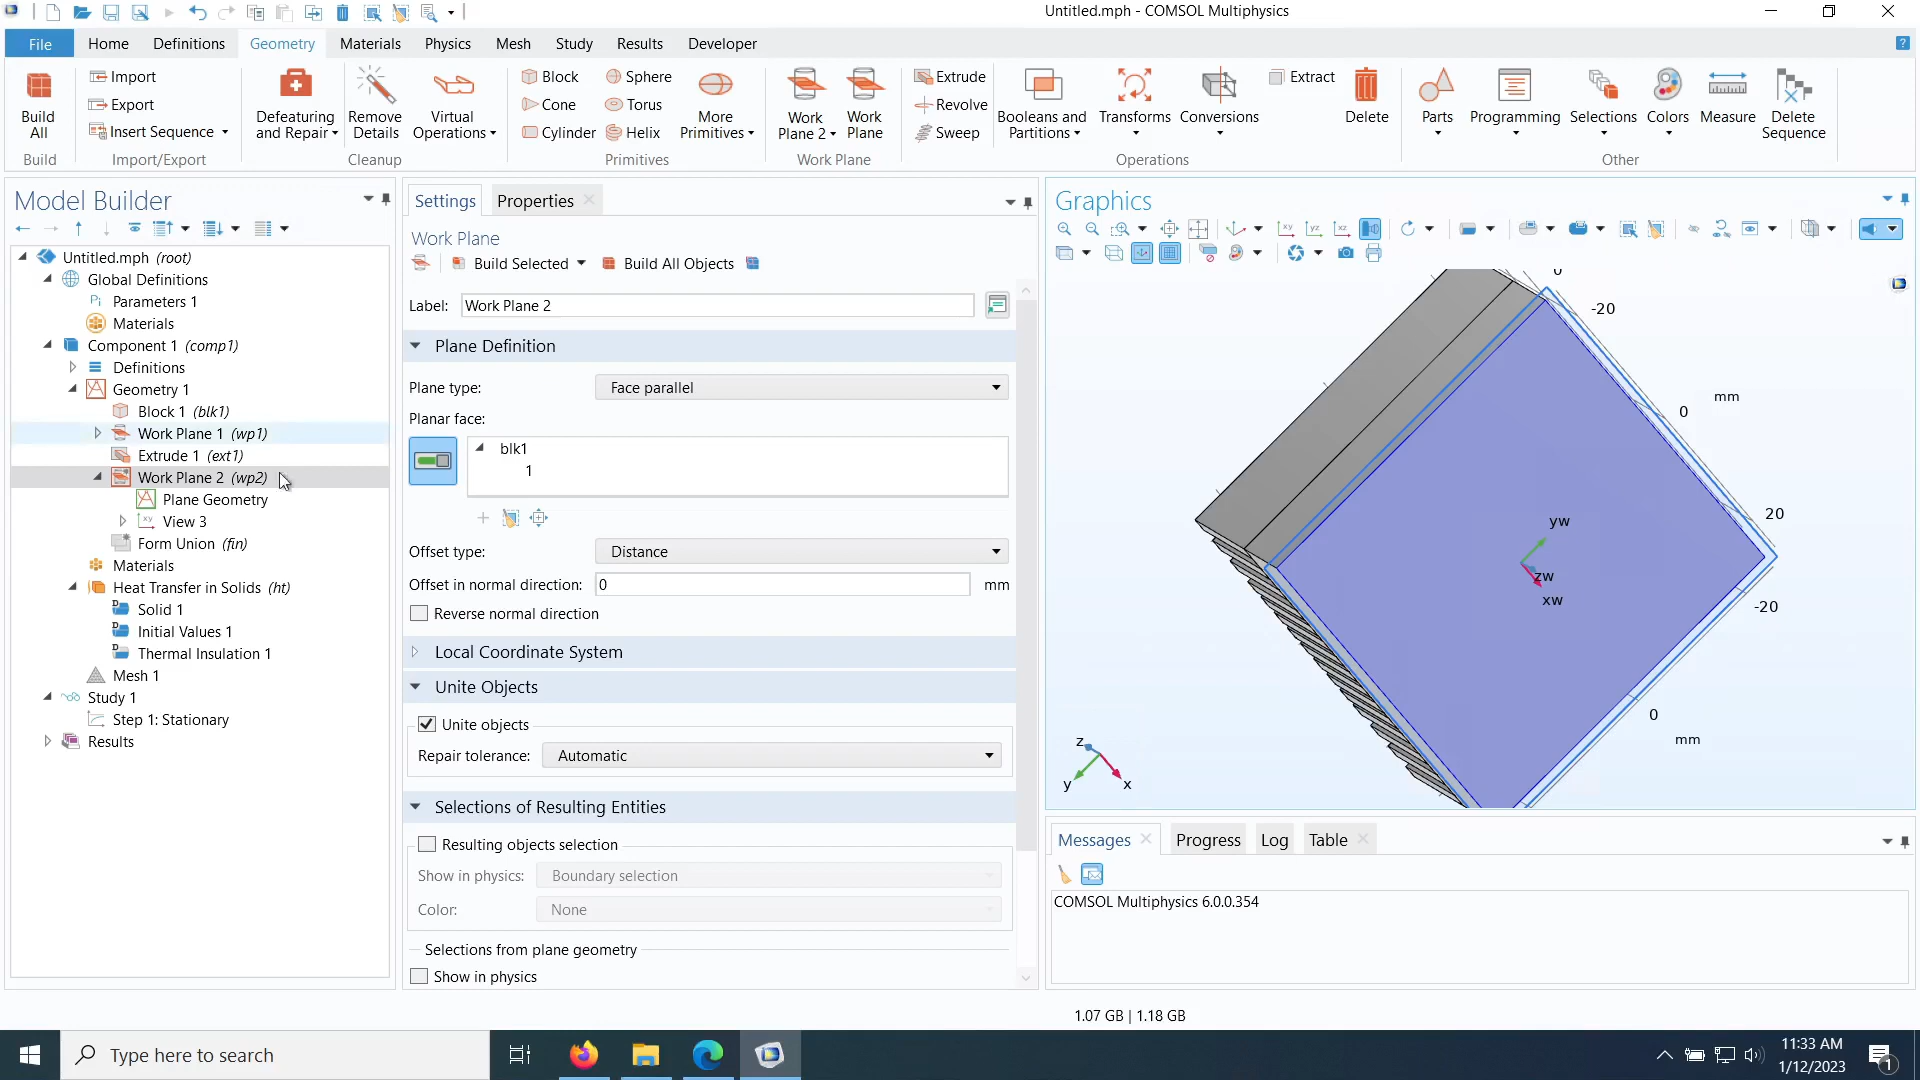 Untitled.mph - COMSOL Multiphysics
File Home Definitions Geometry Materials Physics Mesh Study Results Developer
Build All
Import
Export
Insert Sequence
Defeaturing and Repair
Remove Details
Virtual Operations
Block
Cone
Cylinder
Sphere
Torus
Helix
More Primitives
Work Plane 2
Work Plane
Extrude
Revolve
Sweep
Booleans and Partitions
Transforms
Conversions
Extract
Delete
Parts
Programming
Selections
Colors
Measure
Delete Sequence
Build Import/Export Cleanup Primitives Work Plane Operations Other
Model Builder
Untitled.mph (root)
Global Definitions
Pi Parameters 1
Materials
Component 1 (comp1)
Definitions
Geometry 1
Block 1 (blk1)
Work Plane 1 (wp1)
Extrude 1 (ext1)
Work Plane 2 (wp2)
Plane Geometry
xy View 3
Form Union (fin)
Materials
Heat Transfer in Solids (ht)
D Solid 1
D Initial Values 1
D Thermal Insulation 1
Mesh 1
Study 1
Step 1: Stationary
Results
Settings Properties
Work Plane
Build Selected Build All Objects
Label: Work Plane 2
Plane Definition
Plane type: Face parallel
Planar face:
blk1
1
Offset type: Distance
Offset in normal direction: 0 mm
Reverse normal direction
Local Coordinate System
Unite Objects
Unite objects
Repair tolerance: Automatic
Selections of Resulting Entities
Resulting objects selection
Show in physics: Boundary selection
Color: None
Selections from plane geometry
Show in physics
Graphics
xy yz xz
0
-20
mm
0
20
yw
zw
xw
-20
0
mm
z
y
x
Messages Progress Log Table
COMSOL Multiphysics 6.0.0.354
1.07 GB | 1.18 GB
Type here to search
11:33 AM
1/12/2023
1